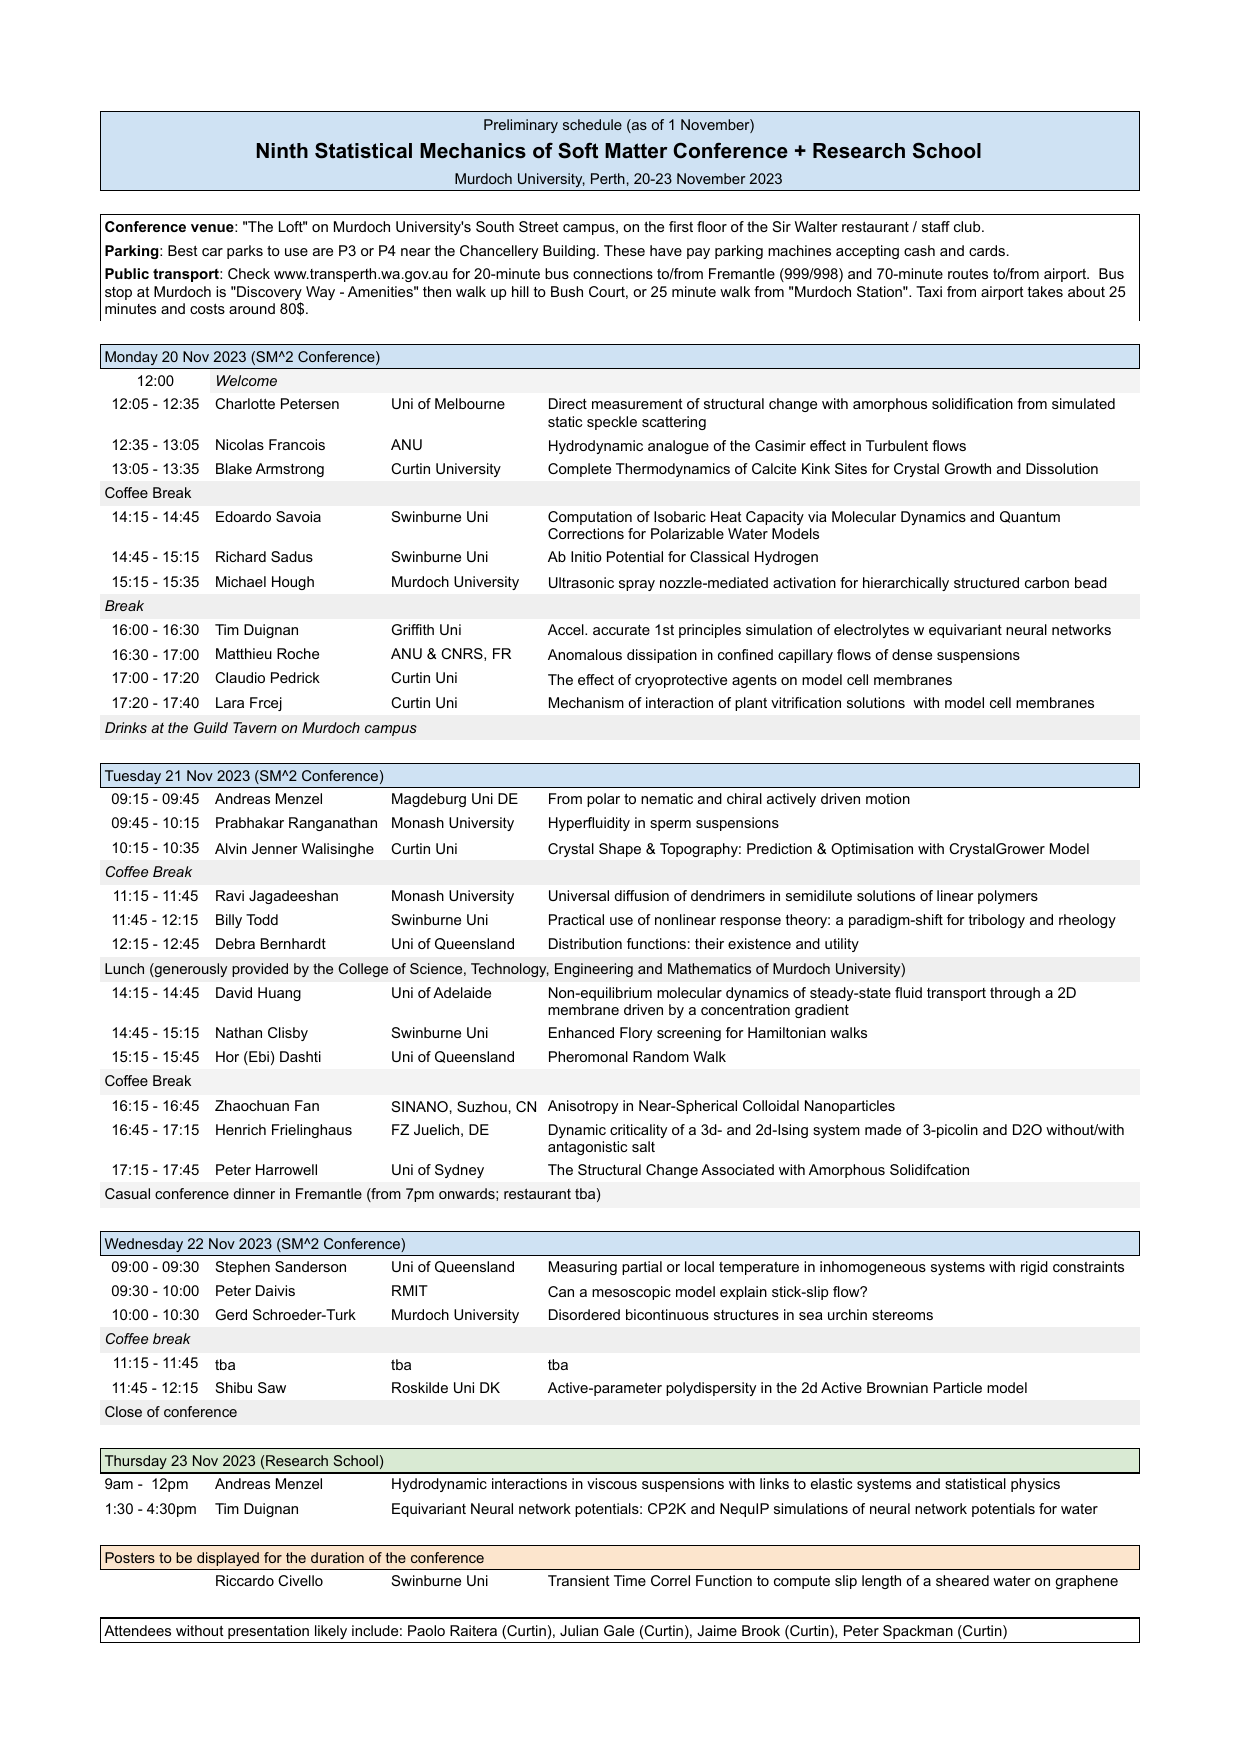 Preliminary schedule (as of 1 November)
Ninth Statistical Mechanics of Soft Matter Conference + Research School
Murdoch University, Perth, 20-23 November 2023
Conference venue: "The Loft" on Murdoch University's South Street campus, on the first floor of the Sir Walter restaurant / staff club.
Parking: Best car parks to use are P3 or P4 near the Chancellery Building. These have pay parking machines accepting cash and cards.
Public transport: Check www.transperth.wa.gov.au for 20-minute bus connections to/from Fremantle (999/998) and 70-minute routes to/from airport.  Bus
stop at Murdoch is "Discovery Way - Amenities" then walk up hill to Bush Court, or 25 minute walk from "Murdoch Station". Taxi from airport takes about 25
minutes and costs around 80$.
Monday 20 Nov 2023 (SM^2 Conference)
12:00 Welcome
12:05 - 12:35 Charlotte Petersen Uni of Melbourne Direct measurement of structural change with amorphous solidification from simulated
static speckle scattering
12:35 - 13:05 Nicolas Francois ANU Hydrodynamic analogue of the Casimir effect in Turbulent flows
13:05 - 13:35 Blake Armstrong Curtin University Complete Thermodynamics of Calcite Kink Sites for Crystal Growth and Dissolution
Coffee Break
14:15 - 14:45 Edoardo Savoia Swinburne Uni Computation of Isobaric Heat Capacity via Molecular Dynamics and Quantum
Corrections for Polarizable Water Models
14:45 - 15:15 Richard Sadus Swinburne Uni Ab Initio Potential for Classical Hydrogen
15:15 - 15:35 Michael Hough Murdoch University Ultrasonic spray nozzle-mediated activation for hierarchically structured carbon bead
Break
16:00 - 16:30 Tim Duignan Griffith Uni Accel. accurate 1st principles simulation of electrolytes w equivariant neural networks
16:30 - 17:00 Matthieu Roche ANU & CNRS, FR Anomalous dissipation in confined capillary flows of dense suspensions
17:00 - 17:20 Claudio Pedrick Curtin Uni The effect of cryoprotective agents on model cell membranes
17:20 - 17:40 Lara Frcej Curtin Uni Mechanism of interaction of plant vitrification solutions  with model cell membranes
Drinks at the Guild Tavern on Murdoch campus
Tuesday 21 Nov 2023 (SM^2 Conference)
09:15 - 09:45 Andreas Menzel Magdeburg Uni DE From polar to nematic and chiral actively driven motion
09:45 - 10:15 Prabhakar Ranganathan Monash University Hyperfluidity in sperm suspensions
10:15 - 10:35 Alvin Jenner Walisinghe Curtin Uni Crystal Shape & Topography: Prediction & Optimisation with CrystalGrower Model
Coffee Break
11:15 - 11:45 Ravi Jagadeeshan Monash University Universal diffusion of dendrimers in semidilute solutions of linear polymers
11:45 - 12:15 Billy Todd Swinburne Uni Practical use of nonlinear response theory: a paradigm-shift for tribology and rheology
12:15 - 12:45 Debra Bernhardt Uni of Queensland Distribution functions: their existence and utility
Lunch (generously provided by the College of Science, Technology, Engineering and Mathematics of Murdoch University)
14:15 - 14:45 David Huang Uni of Adelaide Non-equilibrium molecular dynamics of steady-state fluid transport through a 2D
membrane driven by a concentration gradient
14:45 - 15:15 Nathan Clisby Swinburne Uni Enhanced Flory screening for Hamiltonian walks
15:15 - 15:45 Hor (Ebi) Dashti Uni of Queensland Pheromonal Random Walk
Coffee Break
16:15 - 16:45 Zhaochuan Fan SINANO, Suzhou, CN Anisotropy in Near-Spherical Colloidal Nanoparticles
16:45 - 17:15 Henrich Frielinghaus FZ Juelich, DE Dynamic criticality of a 3d- and 2d-Ising system made of 3-picolin and D2O without/with
antagonistic salt
17:15 - 17:45 Peter Harrowell Uni of Sydney The Structural Change Associated with Amorphous Solidifcation
Casual conference dinner in Fremantle (from 7pm onwards; restaurant tba)
Wednesday 22 Nov 2023 (SM^2 Conference)
09:00 - 09:30 Stephen Sanderson Uni of Queensland Measuring partial or local temperature in inhomogeneous systems with rigid constraints
09:30 - 10:00 Peter Daivis RMIT Can a mesoscopic model explain stick-slip flow?
10:00 - 10:30 Gerd Schroeder-Turk Murdoch University Disordered bicontinuous structures in sea urchin stereoms
Coffee break
11:15 - 11:45 tba tba tba
11:45 - 12:15 Shibu Saw Roskilde Uni DK Active-parameter polydispersity in the 2d Active Brownian Particle model
Close of conference
Thursday 23 Nov 2023 (Research School)
9am -  12pm Andreas Menzel Hydrodynamic interactions in viscous suspensions with links to elastic systems and statistical physics
1:30 - 4:30pm Tim Duignan Equivariant Neural network potentials: CP2K and NequIP simulations of neural network potentials for water
Posters to be displayed for the duration of the conference
Riccardo Civello Swinburne Uni Transient Time Correl Function to compute slip length of a sheared water on graphene
Attendees without presentation likely include: Paolo Raitera (Curtin), Julian Gale (Curtin), Jaime Brook (Curtin), Peter Spackman (Curtin)